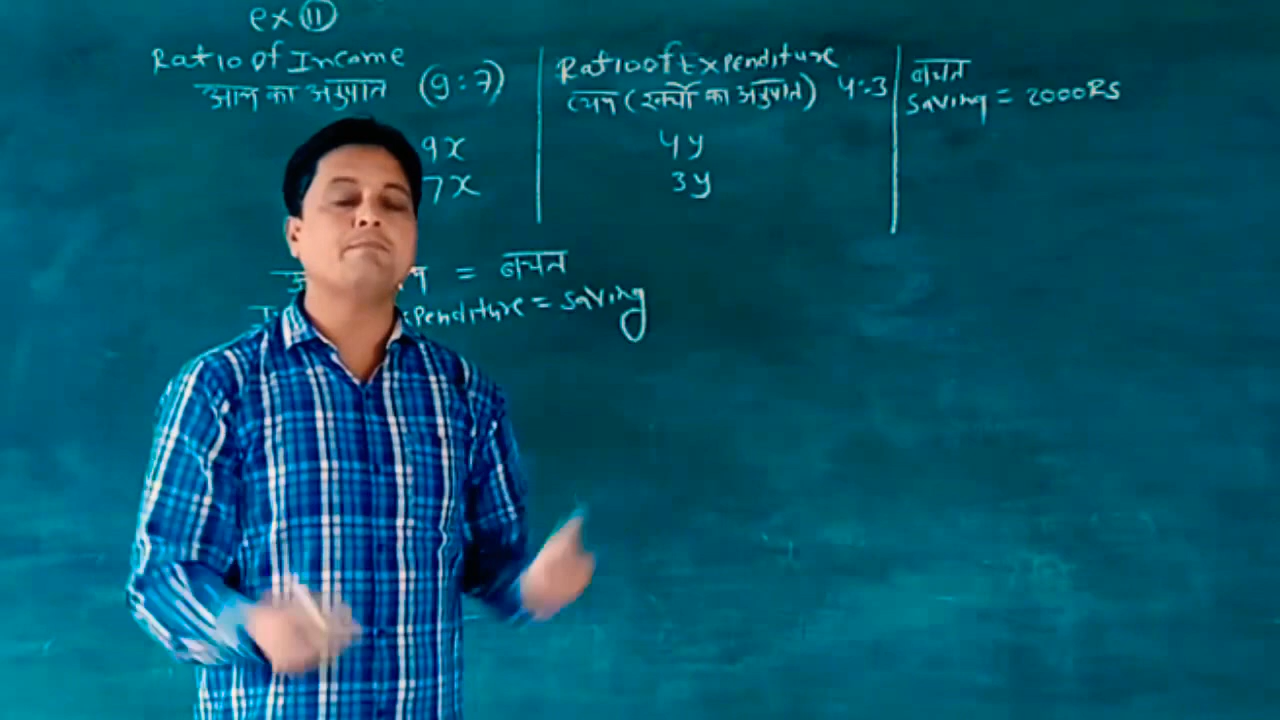 ex ⑪
Ratio of Income
आय का अनुपात (9:7)
9x
7x
Ratio of Expenditure
व्यय (खर्चो का अनुपात) 4:3
4y
3y
बचत
saving = 2000Rs
= बचत
penditure = saving